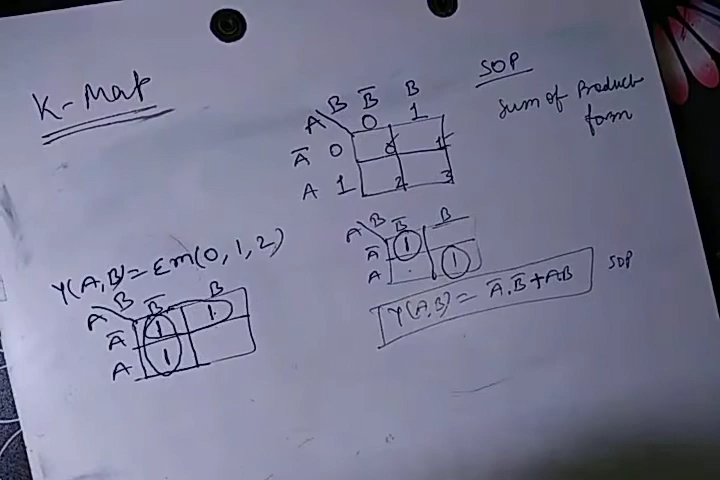 K-Map
SOP
Sum of Product
form
A B B̅ B
0 1
A̅ 0 0 1
A 1 2 3
A B B̅ B
A̅ 1
A 1
Y(A,B)= A̅.B̅+AB SOP
Y(A,B)= Σm(0,1,2)
A B B̅ B
A̅ 1 1
A 1